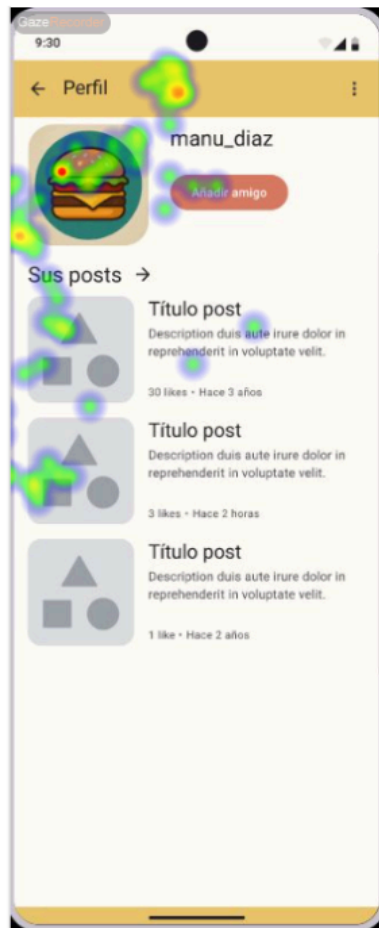 GazeRecorder
9:30
Perfil
manu_diaz
Añadir amigo
Sus posts →
Título post
Description duis aute irure dolor in
reprehenderit in voluptate velit.
30 likes • Hace 3 años
Título post
Description duis aute irure dolor in
reprehenderit in voluptate velit.
3 likes • Hace 2 horas
Título post
Description duis aute irure dolor in
reprehenderit in voluptate velit.
1 like • Hace 2 años